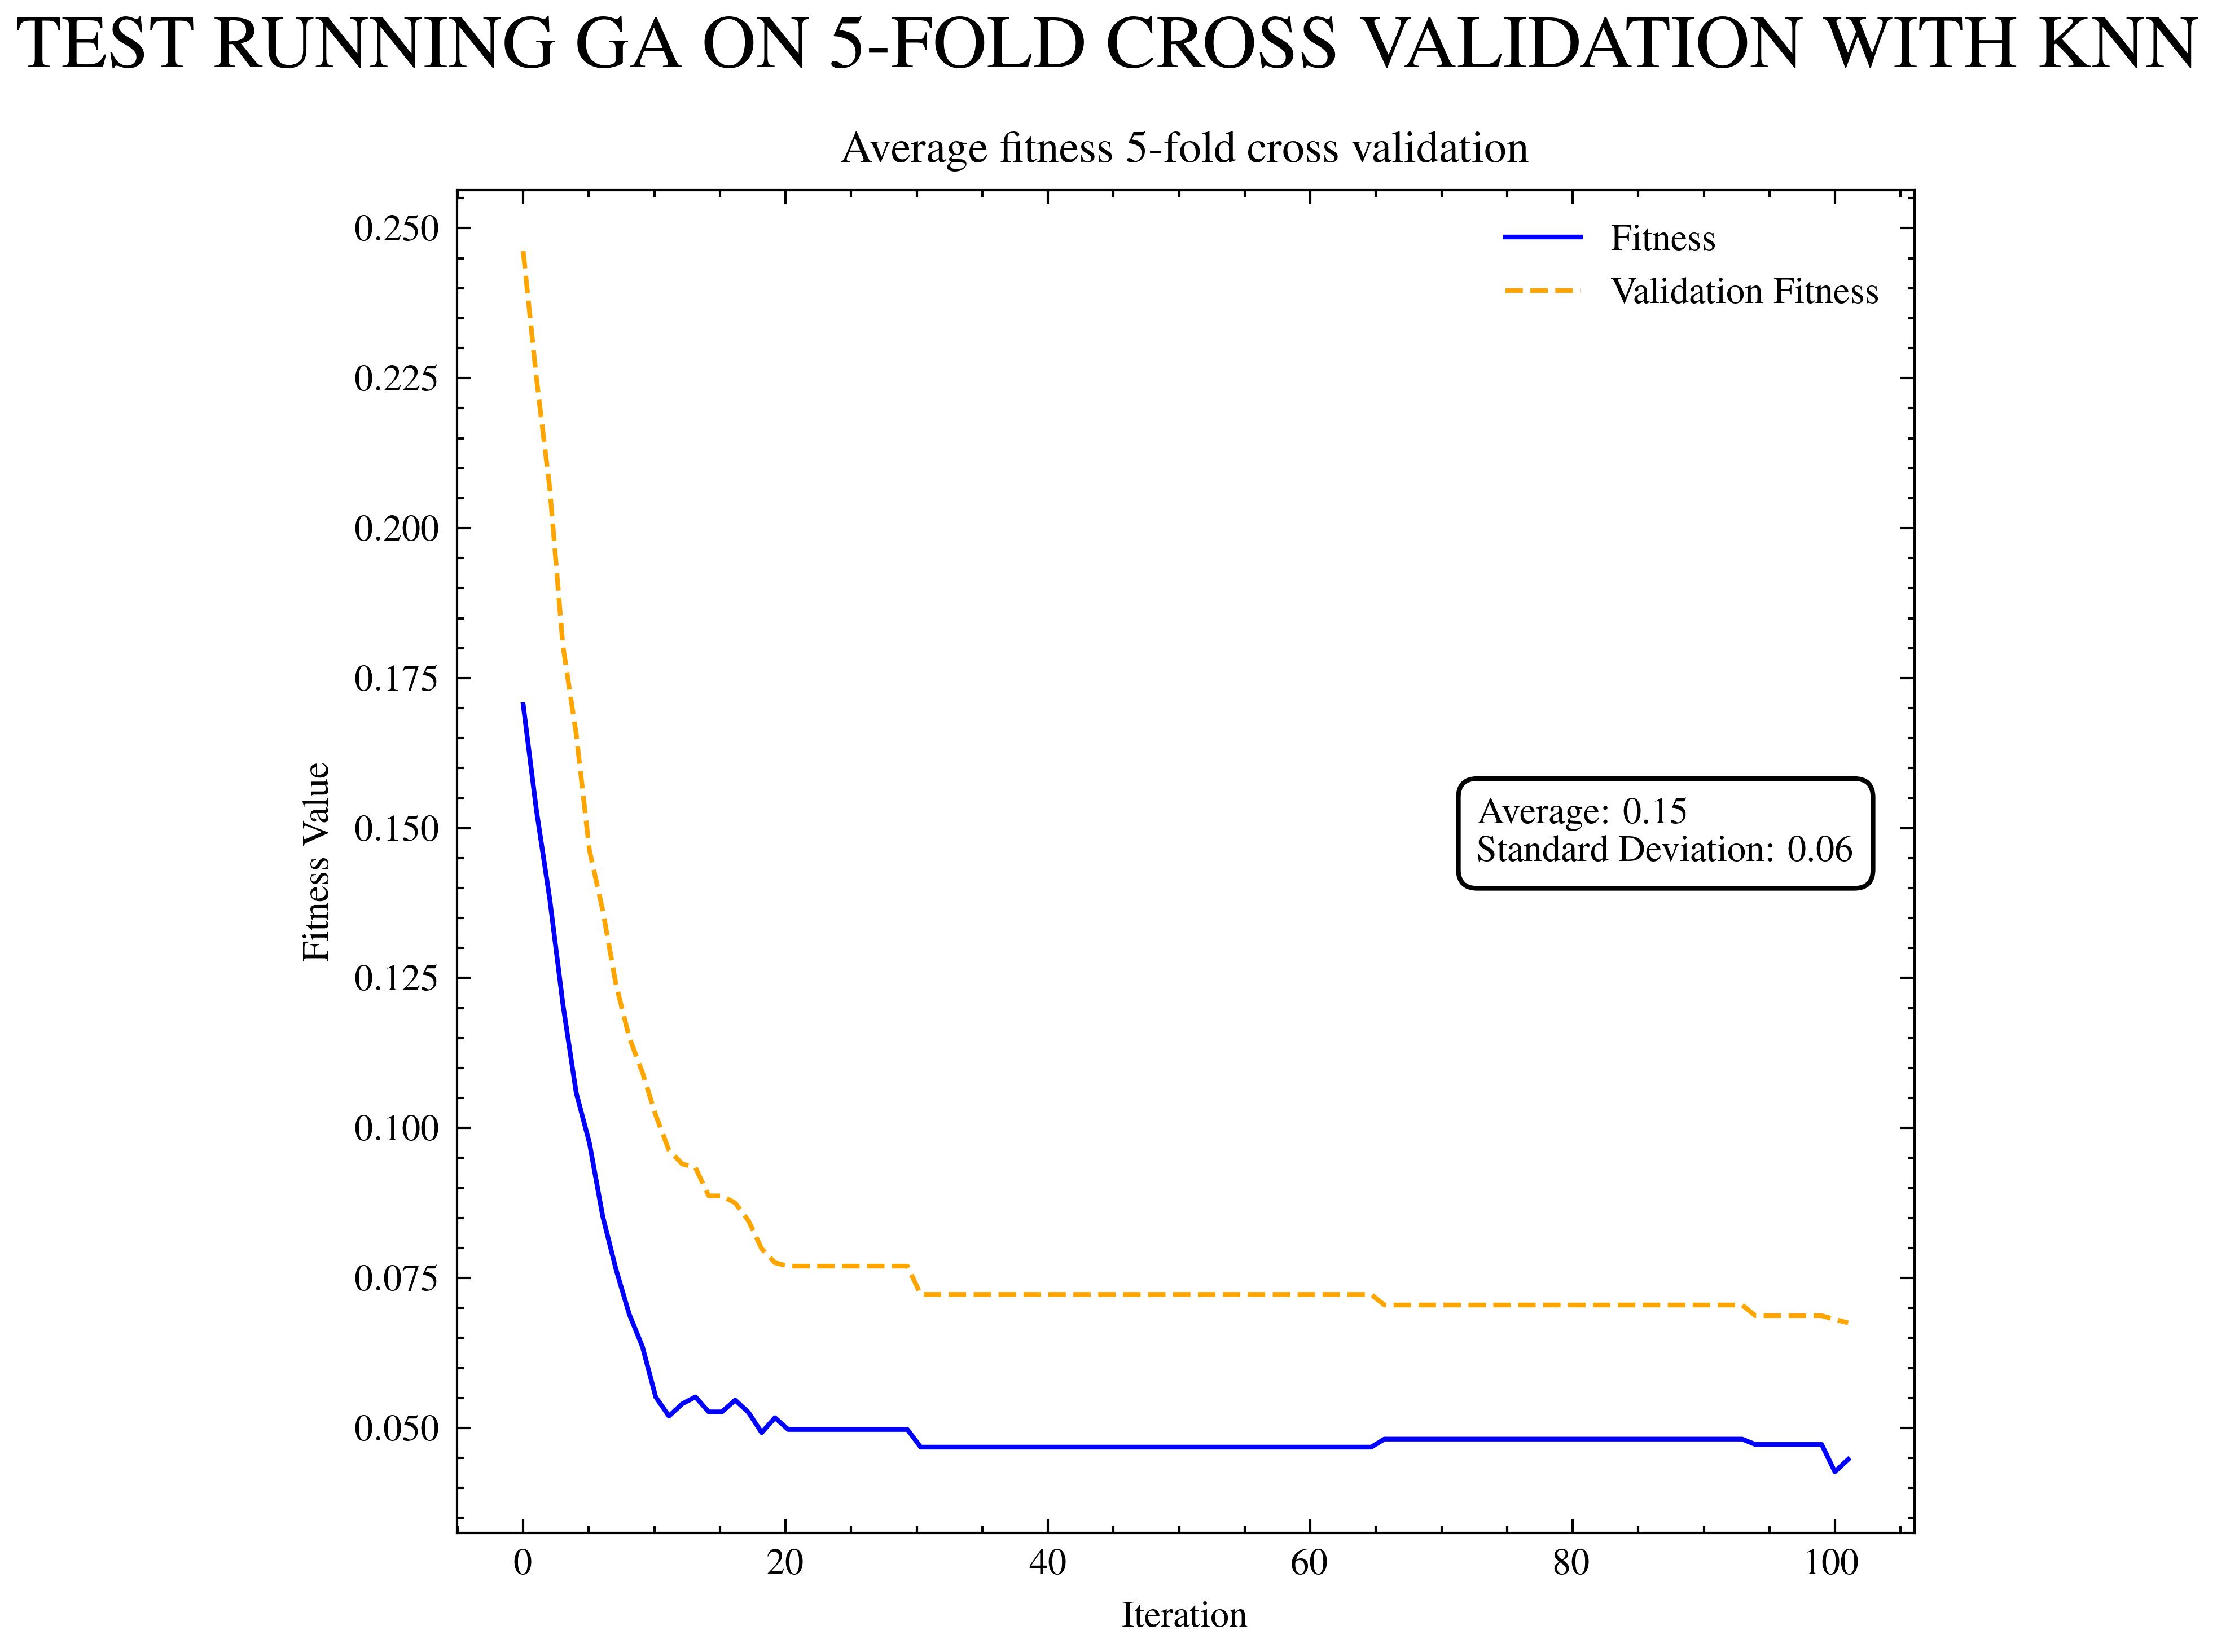 TEST RUNNING GA ON 5-FOLD CROSS VALIDATION WITH KNN
Average fitness 5-fold cross validation
0.250
0.225
0.200
0.175
0.150
0.125
0.100
0.075
0.050
Fitness Value
Fitness
Validation Fitness
Average: 0.15
Standard Deviation: 0.06
0 20 40 60 80 100
Iteration